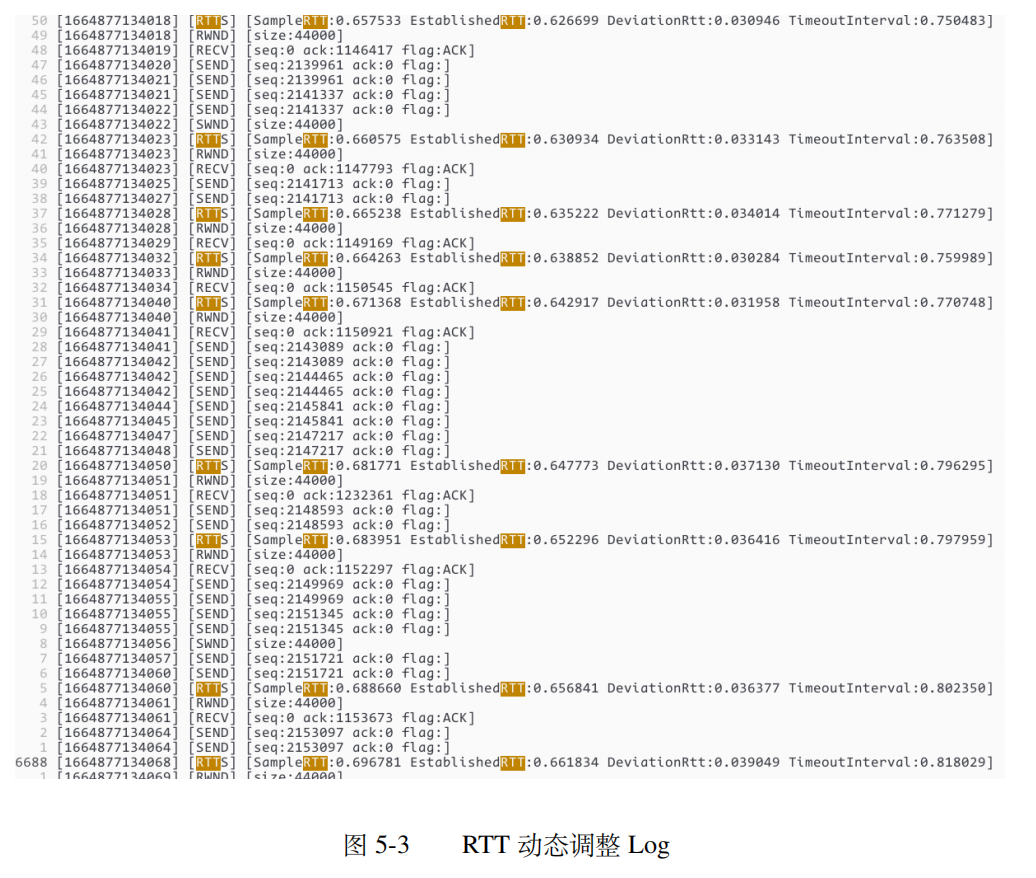 50 [1664877134018] [RTTS] [SampleRTT:0.657533 EstablishedRTT:0.626699 DeviationRtt:0.030946 TimeoutInterval:0.750483]
49 [1664877134018] [RWND] [size:44000]
48 [1664877134019] [RECV] [seq:0 ack:1146417 flag:ACK]
47 [1664877134020] [SEND] [seq:2139961 ack:0 flag:]
46 [1664877134021] [SEND] [seq:2139961 ack:0 flag:]
45 [1664877134021] [SEND] [seq:2141337 ack:0 flag:]
44 [1664877134022] [SEND] [seq:2141337 ack:0 flag:]
43 [1664877134022] [SWND] [size:44000]
42 [1664877134023] [RTTS] [SampleRTT:0.660575 EstablishedRTT:0.630934 DeviationRtt:0.033143 TimeoutInterval:0.763508]
41 [1664877134023] [RWND] [size:44000]
40 [1664877134023] [RECV] [seq:0 ack:1147793 flag:ACK]
39 [1664877134025] [SEND] [seq:2141713 ack:0 flag:]
38 [1664877134027] [SEND] [seq:2141713 ack:0 flag:]
37 [1664877134028] [RTTS] [SampleRTT:0.665238 EstablishedRTT:0.635222 DeviationRtt:0.034014 TimeoutInterval:0.771279]
36 [1664877134028] [RWND] [size:44000]
35 [1664877134029] [RECV] [seq:0 ack:1149169 flag:ACK]
34 [1664877134032] [RTTS] [SampleRTT:0.664263 EstablishedRTT:0.638852 DeviationRtt:0.030284 TimeoutInterval:0.759989]
33 [1664877134033] [RWND] [size:44000]
32 [1664877134034] [RECV] [seq:0 ack:1150545 flag:ACK]
31 [1664877134040] [RTTS] [SampleRTT:0.671368 EstablishedRTT:0.642917 DeviationRtt:0.031958 TimeoutInterval:0.770748]
30 [1664877134040] [RWND] [size:44000]
29 [1664877134041] [RECV] [seq:0 ack:1150921 flag:ACK]
28 [1664877134041] [SEND] [seq:2143089 ack:0 flag:]
27 [1664877134042] [SEND] [seq:2143089 ack:0 flag:]
26 [1664877134042] [SEND] [seq:2144465 ack:0 flag:]
25 [1664877134042] [SEND] [seq:2144465 ack:0 flag:]
24 [1664877134044] [SEND] [seq:2145841 ack:0 flag:]
23 [1664877134045] [SEND] [seq:2145841 ack:0 flag:]
22 [1664877134047] [SEND] [seq:2147217 ack:0 flag:]
21 [1664877134048] [SEND] [seq:2147217 ack:0 flag:]
20 [1664877134050] [RTTS] [SampleRTT:0.681771 EstablishedRTT:0.647773 DeviationRtt:0.037130 TimeoutInterval:0.796295]
19 [1664877134051] [RWND] [size:44000]
18 [1664877134051] [RECV] [seq:0 ack:1232361 flag:ACK]
17 [1664877134051] [SEND] [seq:2148593 ack:0 flag:]
16 [1664877134052] [SEND] [seq:2148593 ack:0 flag:]
15 [1664877134053] [RTTS] [SampleRTT:0.683951 EstablishedRTT:0.652296 DeviationRtt:0.036416 TimeoutInterval:0.797959]
14 [1664877134053] [RWND] [size:44000]
13 [1664877134054] [RECV] [seq:0 ack:1152297 flag:ACK]
12 [1664877134054] [SEND] [seq:2149969 ack:0 flag:]
11 [1664877134055] [SEND] [seq:2149969 ack:0 flag:]
10 [1664877134055] [SEND] [seq:2151345 ack:0 flag:]
9 [1664877134055] [SEND] [seq:2151345 ack:0 flag:]
8 [1664877134056] [SWND] [size:44000]
7 [1664877134057] [SEND] [seq:2151721 ack:0 flag:]
6 [1664877134060] [SEND] [seq:2151721 ack:0 flag:]
5 [1664877134060] [RTTS] [SampleRTT:0.688660 EstablishedRTT:0.656841 DeviationRtt:0.036377 TimeoutInterval:0.802350]
4 [1664877134061] [RWND] [size:44000]
3 [1664877134061] [RECV] [seq:0 ack:1153673 flag:ACK]
2 [1664877134064] [SEND] [seq:2153097 ack:0 flag:]
1 [1664877134064] [SEND] [seq:2153097 ack:0 flag:]
6688 [1664877134068] [RTTS] [SampleRTT:0.696781 EstablishedRTT:0.661834 DeviationRtt:0.039049 TimeoutInterval:0.818029]
1 [1664877134069] [RWND] [size:44000]
图 5-3 RTT 动态调整 Log